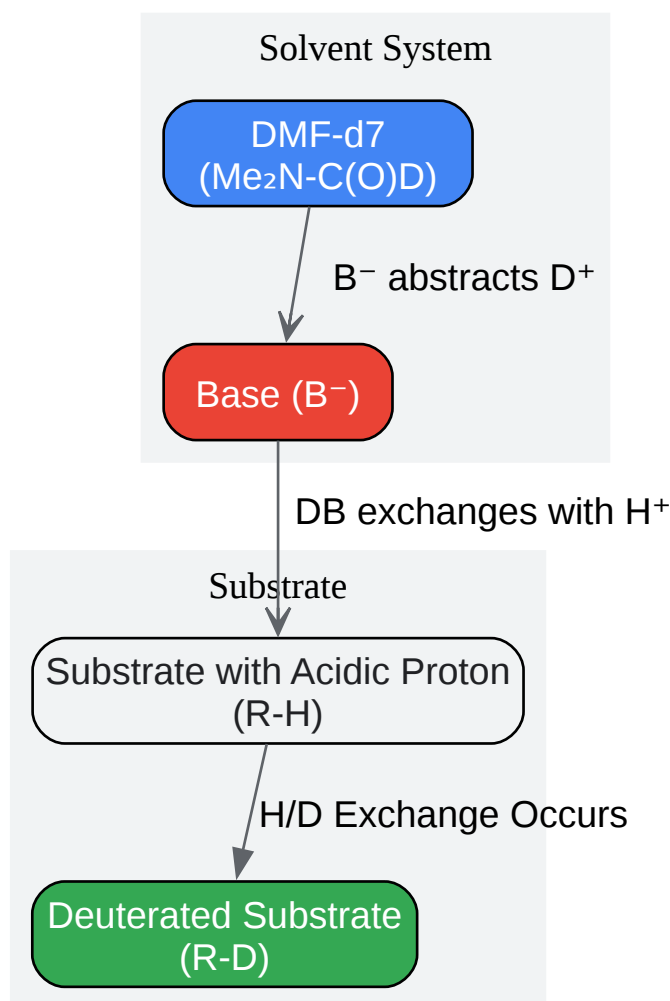 Solvent System
DMF-d7
(Me₂N-C(O)D)
B⁻ abstracts D⁺
Base (B⁻)
DB exchanges with H⁺
Substrate
Substrate with Acidic Proton
(R-H)
H/D Exchange Occurs
Deuterated Substrate
(R-D)